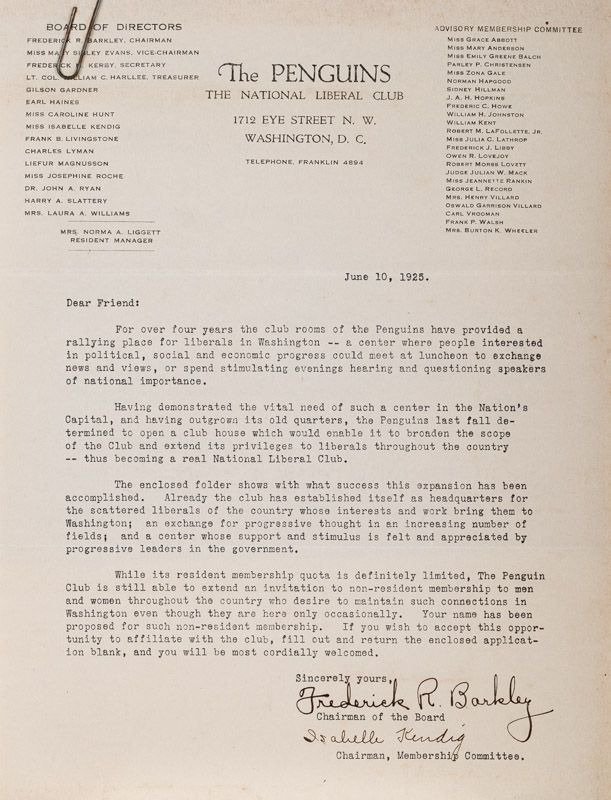 BOARD OF DIRECTORS
FREDERICK R. BARKLEY, CHAIRMAN
MISS MARY SIBLEY EVANS, VICE-CHAIRMAN
FREDERICK M. KERBY, SECRETARY
LT. COL. WILLIAM C. HARLLEE, TREASURER
GILSON GARDNER
EARL HAINES
MISS CAROLINE HUNT
MISS ISABELLE KENDIG
FRANK B. LIVINGSTONE
CHARLES LYMAN
LIEFUR MAGNUSSON
MISS JOSEPHINE ROCHE
DR. JOHN A. RYAN
HARRY A. SLATTERY
MRS. LAURA A. WILLIAMS
MRS. NORMA A. LIGGETT
RESIDENT MANAGER
The PENGUINS
THE NATIONAL LIBERAL CLUB
1712 EYE STREET N. W.
WASHINGTON, D. C.
TELEPHONE, FRANKLIN 4894
ADVISORY MEMBERSHIP COMMITTEE
MISS GRACE ABBOTT
MISS MARY ANDERSON
MISS EMILY GREENE BALCH
PARLEY P. CHRISTENSEN
MISS ZONA GALE
NORMAN HAPGOOD
SIDNEY HILLMAN
J. A. H. HOPKINS
FREDERIC C. HOWE
WILLIAM H. JOHNSTON
WILLIAM KENT
ROBERT M. LAFOLLETTE, JR.
MISS JULIA C. LATHROP
FREDERICK J. LIBBY
OWEN R. LOVEJOY
ROBERT MORSS LOVETT
JUDGE JULIAN W. MACK
MISS JEANNETTE RANKIN
GEORGE L. RECORD
MRS. HENRY VILLARD
OSWALD GARRISON VILLARD
CARL VROOMAN
FRANK P. WALSH
MRS. BURTON K. WHEELER
June 10, 1925.
Dear Friend:
For over four years the club rooms of the Penguins have provided a
rallying place for liberals in Washington -- a center where people interested
in political, social and economic progress could meet at luncheon to exchange
news and views, or spend stimulating evenings hearing and questioning speakers
of national importance.
Having demonstrated the vital need of such a center in the Nation's
Capital, and having outgrown its old quarters, the Penguins last fall de-
termined to open a club house which would enable it to broaden the scope
of the Club and extend its privileges to liberals throughout the country
-- thus becoming a real National Liberal Club.
The enclosed folder shows with what success this expansion has been
accomplished. Already the club has established itself as headquarters for
the scattered liberals of the country whose interests and work bring them to
Washington; an exchange for progressive thought in an increasing number of
fields; and a center whose support and stimulus is felt and appreciated by
progressive leaders in the government.
While its resident membership quota is definitely limited, The Penguin
Club is still able to extend an invitation to non-resident membership to men
and women throughout the country who desire to maintain such connections in
Washington even though they are here only occasionally. Your name has been
proposed for such non-resident membership. If you wish to accept this oppor-
tunity to affiliate with the club, fill out and return the enclosed applicat-
ion blank, and you will be most cordially welcomed.
Sincerely yours,
Frederick R. Barkley
Chairman of the Board
Isabelle Kendig
Chairman, Membership Committee.